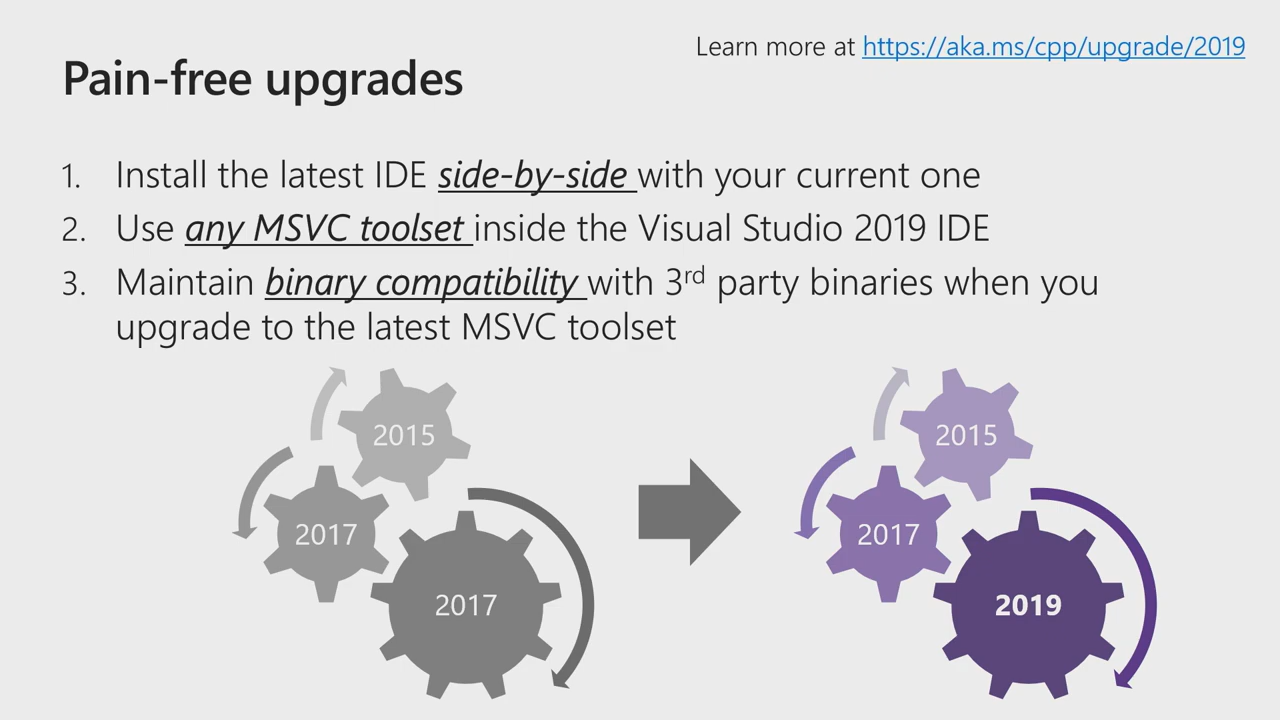 Learn more at https://aka.ms/cpp/upgrade/2019
Pain-free upgrades
1. Install the latest IDE side-by-side with your current one
2. Use any MSVC toolset inside the Visual Studio 2019 IDE
3. Maintain binary compatibility with 3rd party binaries when you
upgrade to the latest MSVC toolset
2015
2017
2017
2015
2017
2019